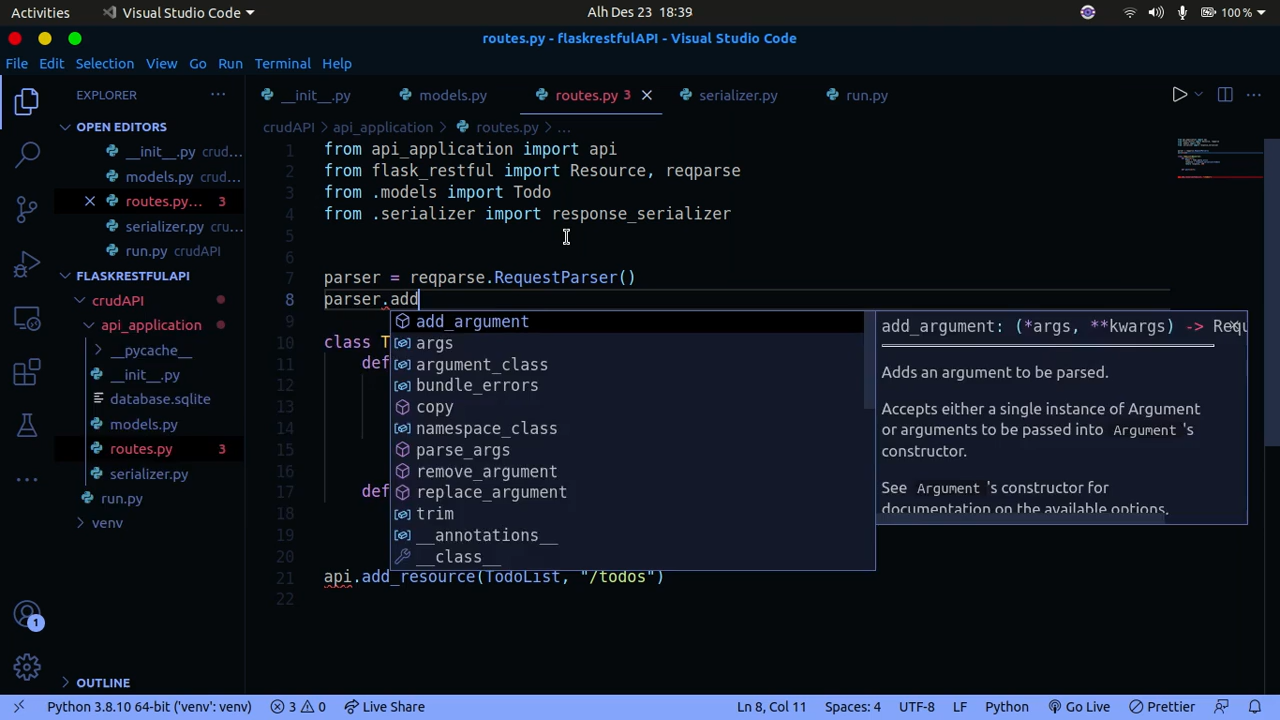 Activities
Visual Studio Code
Alh Des 23 18:39
100 %
routes.py - flaskrestfulAPI - Visual Studio Code
File Edit Selection View Go Run Terminal Help
EXPLORER
__init__.py
models.py
routes.py 3
serializer.py
run.py
OPEN EDITORS
__init__.py crud...
models.py crud...
routes.py... 3
serializer.py cru...
run.py crudAPI
FLASKRESTFULAPI
crudAPI
api_application
__pycache__
__init__.py
database.sqlite
models.py
routes.py 3
serializer.py
run.py
venv
OUTLINE
1
crudAPI > api_application > routes.py > ...
1 from api_application import api
2 from flask_restful import Resource, reqparse
3 from .models import Todo
4 from .serializer import response_serializer
5
6
7 parser = reqparse.RequestParser()
8 parser.add
9
10 class T
11 def
12
13
14
15
16
17 def
18
19
20
21 api.add_resource(TodoList, "/todos")
22
add_argument
args
argument_class
bundle_errors
copy
namespace_class
parse_args
remove_argument
replace_argument
trim
__annotations__
__class__
add_argument: (*args, **kwargs) -> Requ
Adds an argument to be parsed.
Accepts either a single instance of Argument
or arguments to be passed into Argument 's
constructor.
See Argument 's constructor for
documentation on the available options.
Python 3.8.10 64-bit ('venv': venv)
3 0
Live Share
Ln 8, Col 11
Spaces: 4
UTF-8
LF
Python
Go Live
Prettier